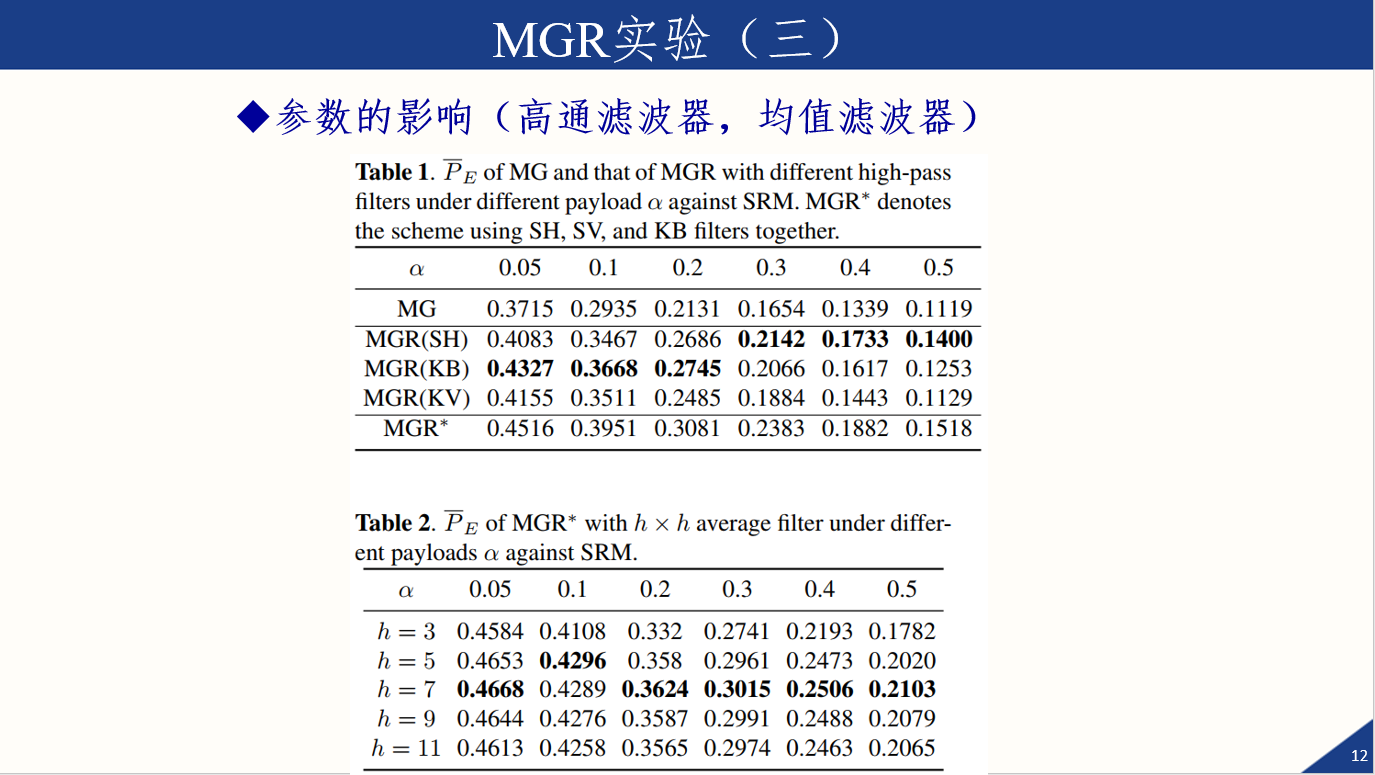 MGR实验（三）
◆参数的影响（高通滤波器，均值滤波器）
Table 1. P̅_E of MG and that of MGR with different high-pass
filters under different payload α against SRM. MGR* denotes
the scheme using SH, SV, and KB filters together.
α 0.05 0.1 0.2 0.3 0.4 0.5
MG 0.3715 0.2935 0.2131 0.1654 0.1339 0.1119
MGR(SH) 0.4083 0.3467 0.2686 0.2142 0.1733 0.1400
MGR(KB) 0.4327 0.3668 0.2745 0.2066 0.1617 0.1253
MGR(KV) 0.4155 0.3511 0.2485 0.1884 0.1443 0.1129
MGR* 0.4516 0.3951 0.3081 0.2383 0.1882 0.1518
Table 2. P̅_E of MGR* with h × h average filter under differ-
ent payloads α against SRM.
α 0.05 0.1 0.2 0.3 0.4 0.5
h = 3 0.4584 0.4108 0.332 0.2741 0.2193 0.1782
h = 5 0.4653 0.4296 0.358 0.2961 0.2473 0.2020
h = 7 0.4668 0.4289 0.3624 0.3015 0.2506 0.2103
h = 9 0.4644 0.4276 0.3587 0.2991 0.2488 0.2079
h = 11 0.4613 0.4258 0.3565 0.2974 0.2463 0.2065
12